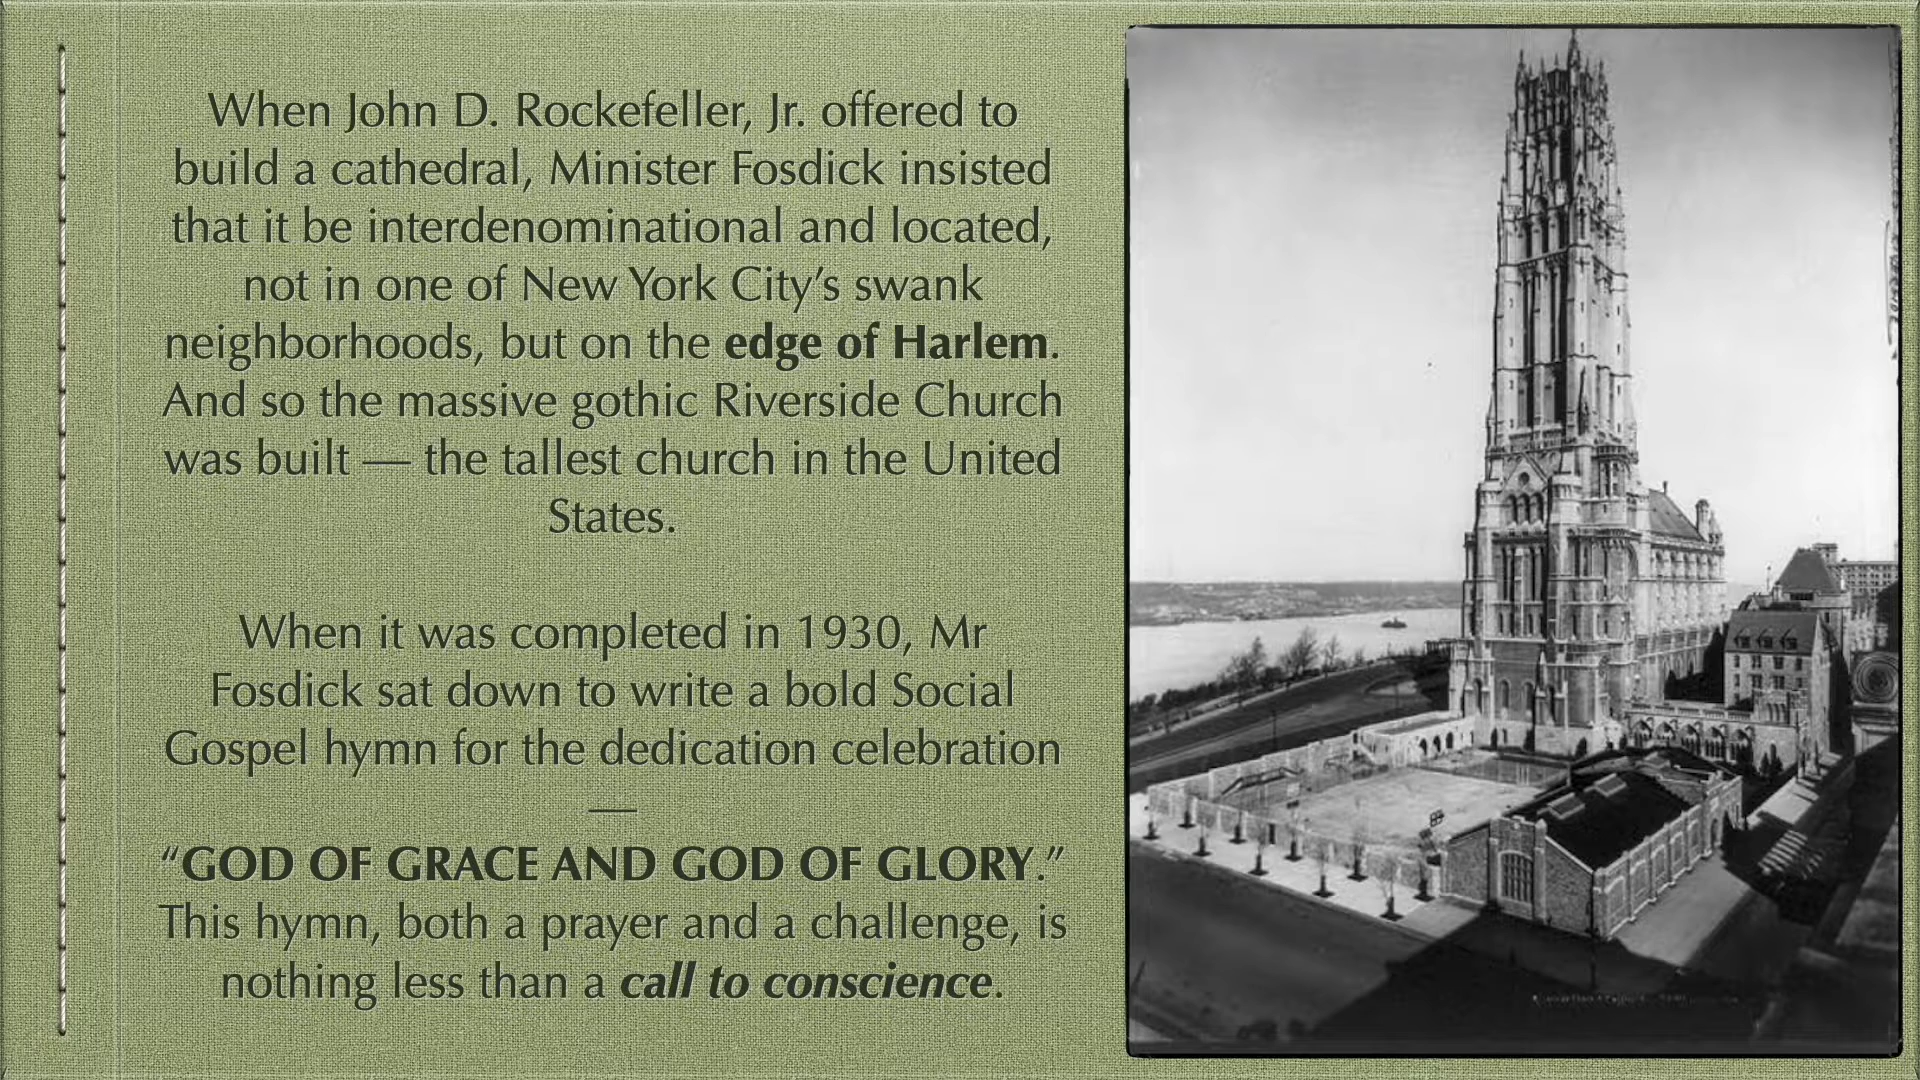 When John D. Rockefeller, Jr. offered to
build a cathedral, Minister Fosdick insisted
that it be interdenominational and located,
not in one of New York City’s swank
neighborhoods, but on the edge of Harlem.
And so the massive gothic Riverside Church
was built — the tallest church in the United
States.
When it was completed in 1930, Mr
Fosdick sat down to write a bold Social
Gospel hymn for the dedication celebration
—
“GOD OF GRACE AND GOD OF GLORY.”
This hymn, both a prayer and a challenge, is
nothing less than a call to conscience.